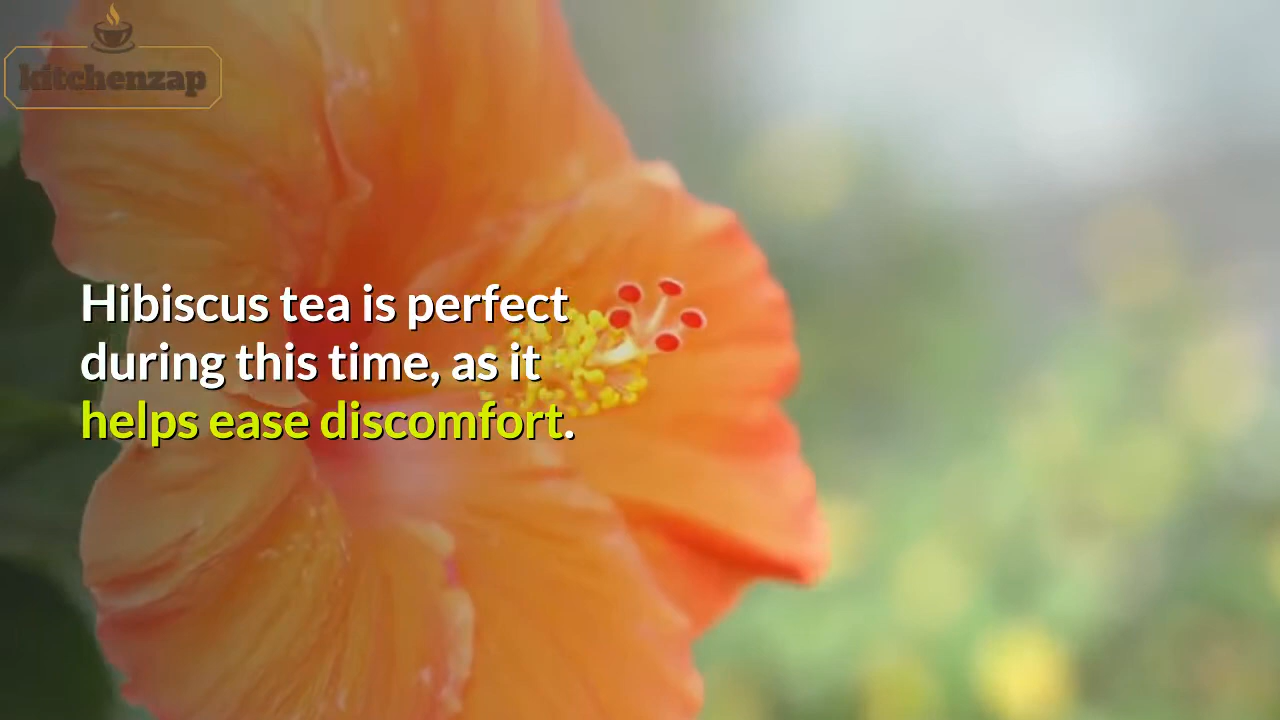 kitchenzap
Hibiscus tea is perfect
during this time, as it
helps ease discomfort.